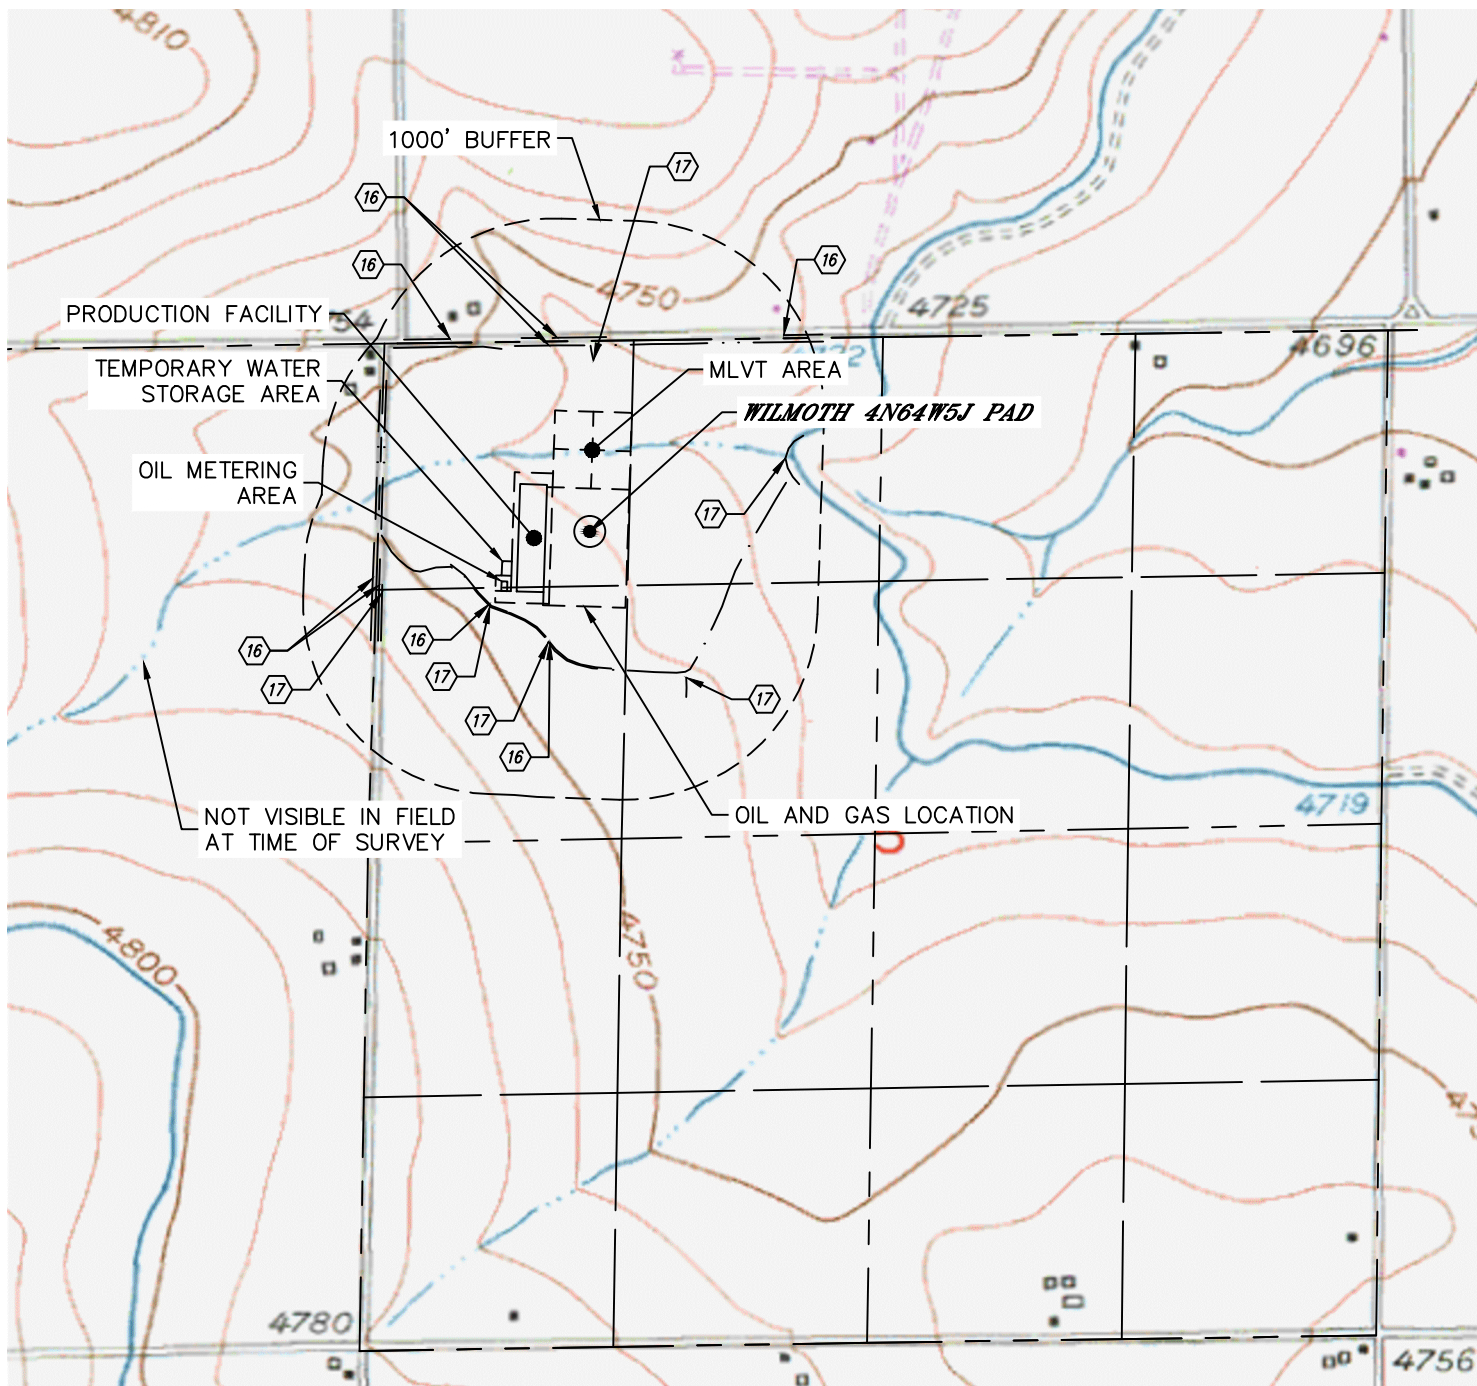 4810
1000' BUFFER
17
16
16
16
4750
4725
PRODUCTION FACILITY
4696
TEMPORARY WATER
STORAGE AREA
MLVT AREA
WILMOTH 4N64W5J PAD
OIL METERING
AREA
17
16
16
17
17
17
17
16
NOT VISIBLE IN FIELD
AT TIME OF SURVEY
OIL AND GAS LOCATION
4719
4800
4750
4780
4756